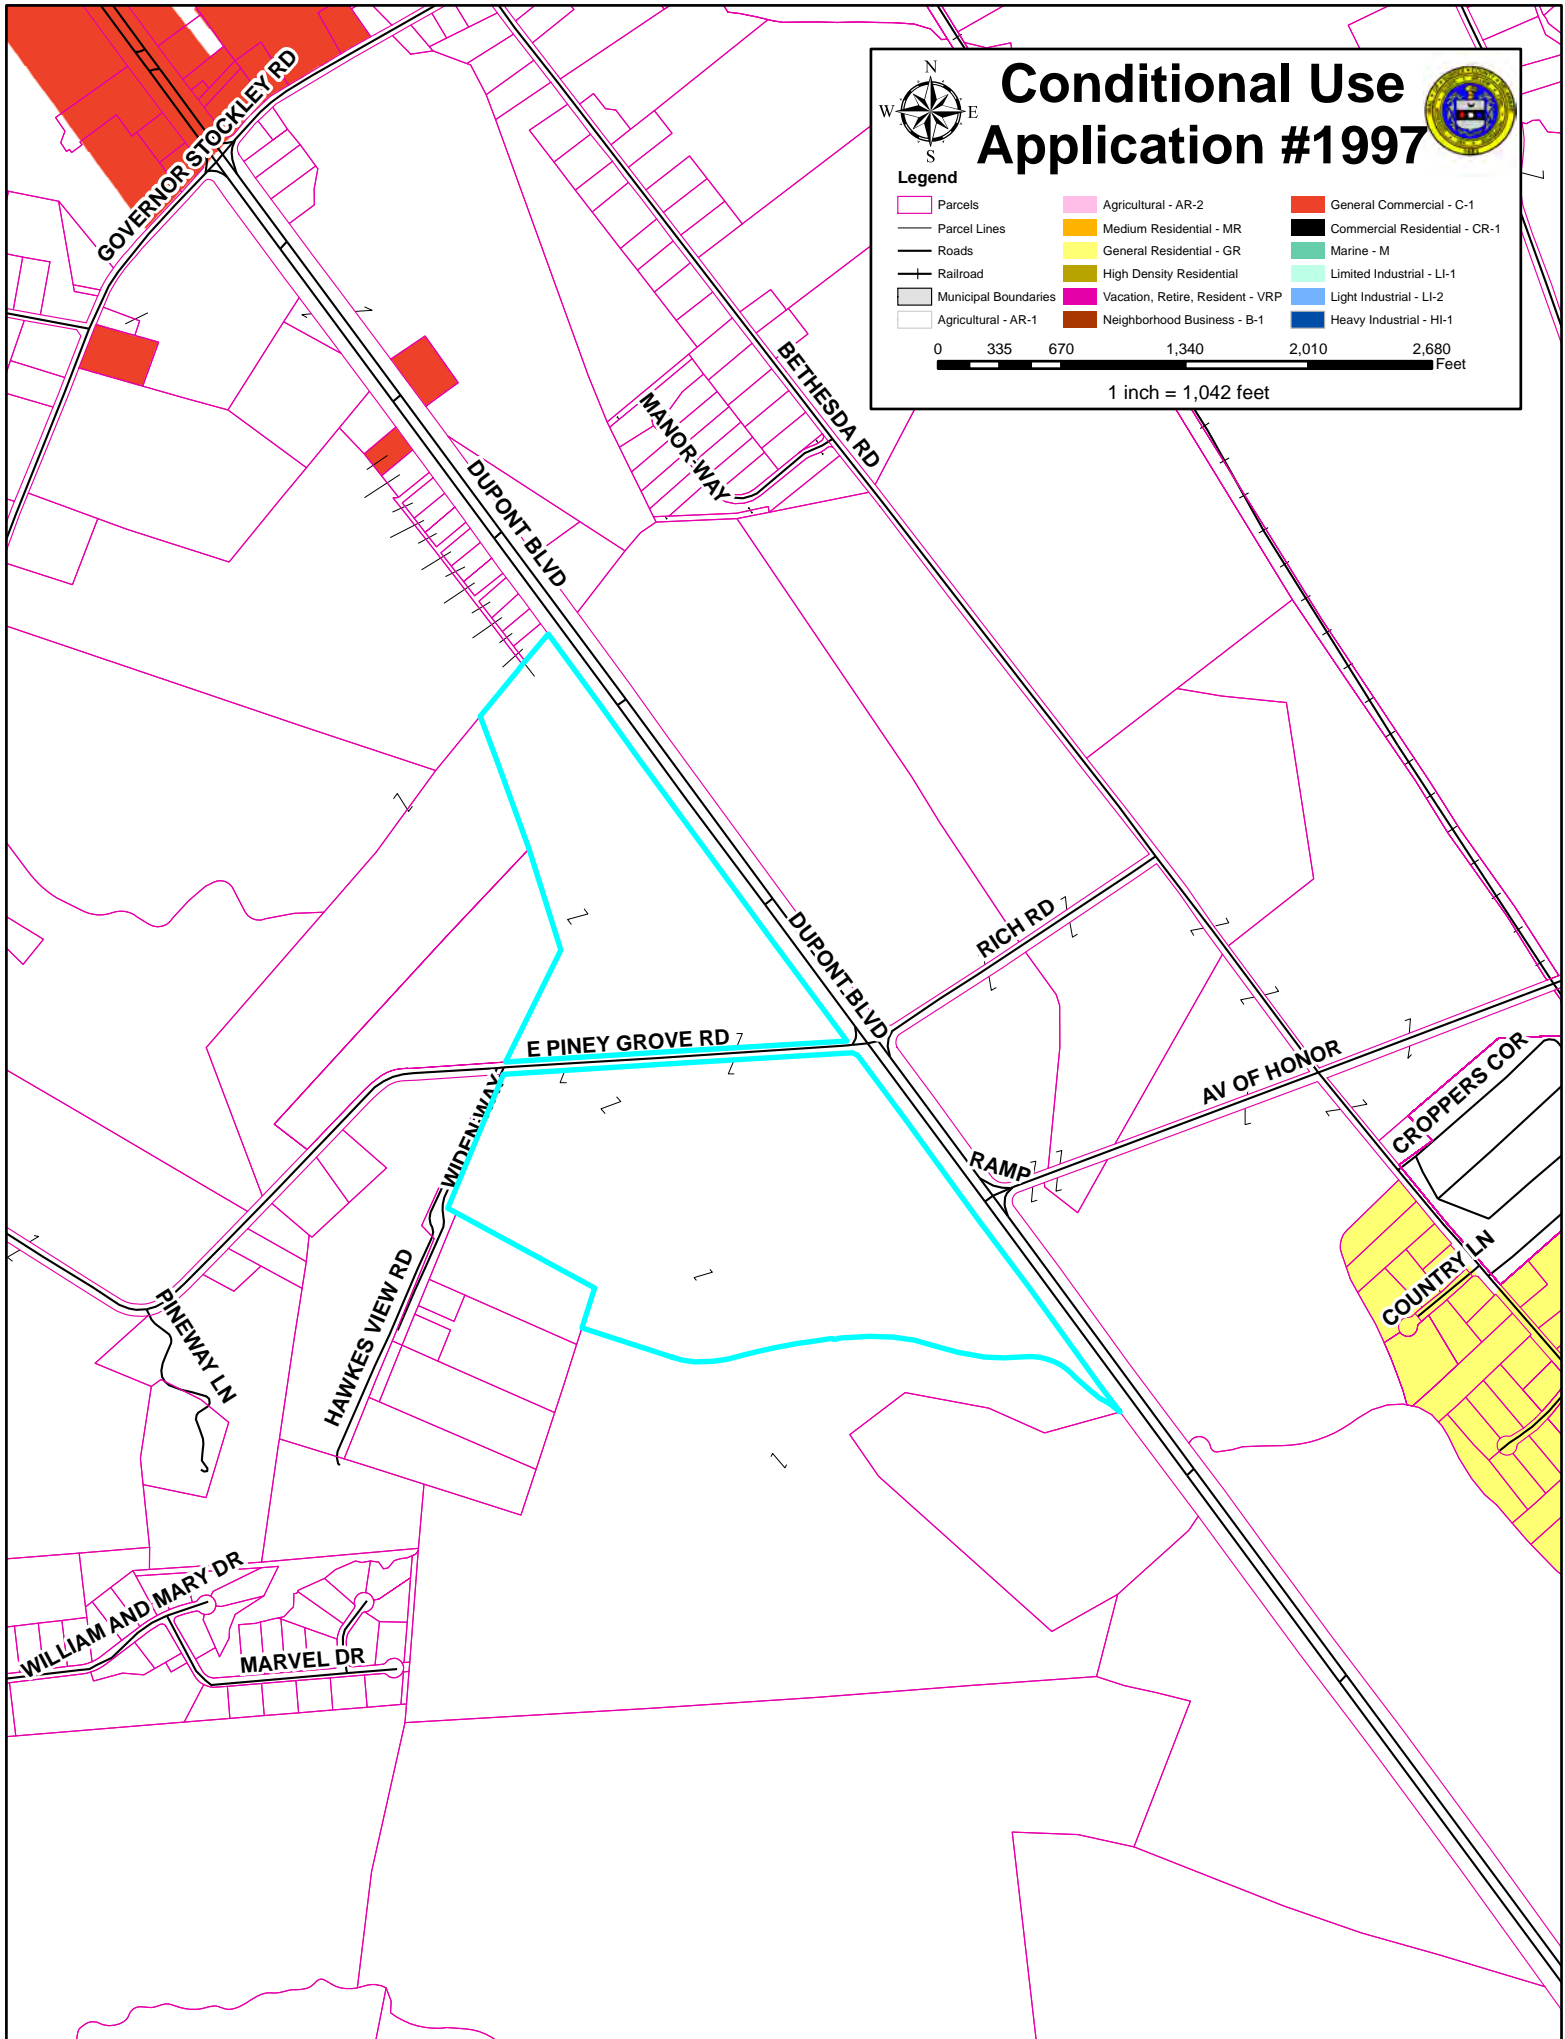 N
W E
S
Conditional Use
Application #1997
Legend
Parcels
Parcel Lines
Roads
Railroad
Municipal Boundaries
Agricultural - AR-1
Agricultural - AR-2
Medium Residential - MR
General Residential - GR
High Density Residential
Vacation, Retire, Resident - VRP
Neighborhood Business - B-1
General Commercial - C-1
Commercial Residential - CR-1
Marine - M
Limited Industrial - LI-1
Light Industrial - LI-2
Heavy Industrial - HI-1
0 335 670 1,340 2,010 2,680
Feet
1 inch = 1,042 feet
GOVERNOR STOCKLEY RD
BETHESDA RD
MANOR WAY
DUPONT BLVD
DUPONT BLVD
RICH RD
E PINEY GROVE RD
AV OF HONOR
CROPPERS COR
WIDEN WAY
RAMP
COUNTRY LN
HAWKES VIEW RD
PINEWAY LN
WILLIAM AND MARY DR
MARVEL DR